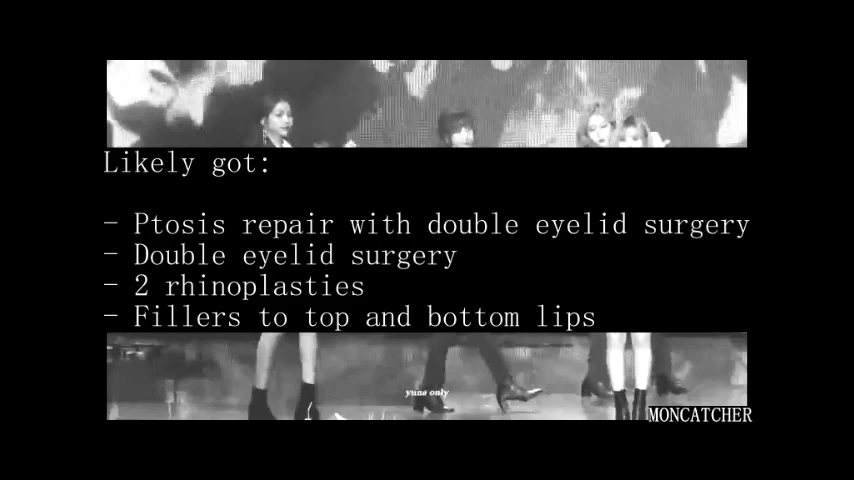 Likely got:
- Ptosis repair with double eyelid surgery
- Double eyelid surgery
- 2 rhinoplasties
- Fillers to top and bottom lips
yuna only
MONCATCHER